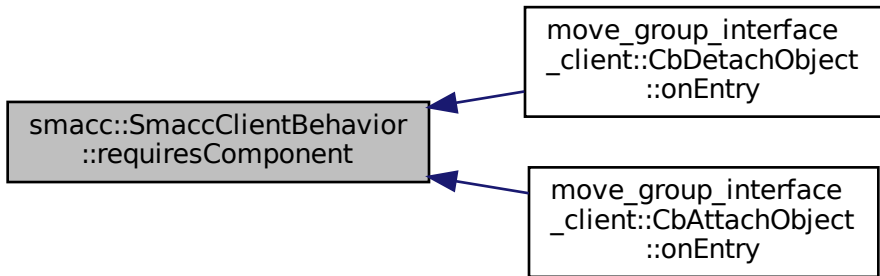 smacc::SmaccClientBehavior
::requiresComponent
move_group_interface
_client::CbDetachObject
::onEntry
move_group_interface
_client::CbAttachObject
::onEntry